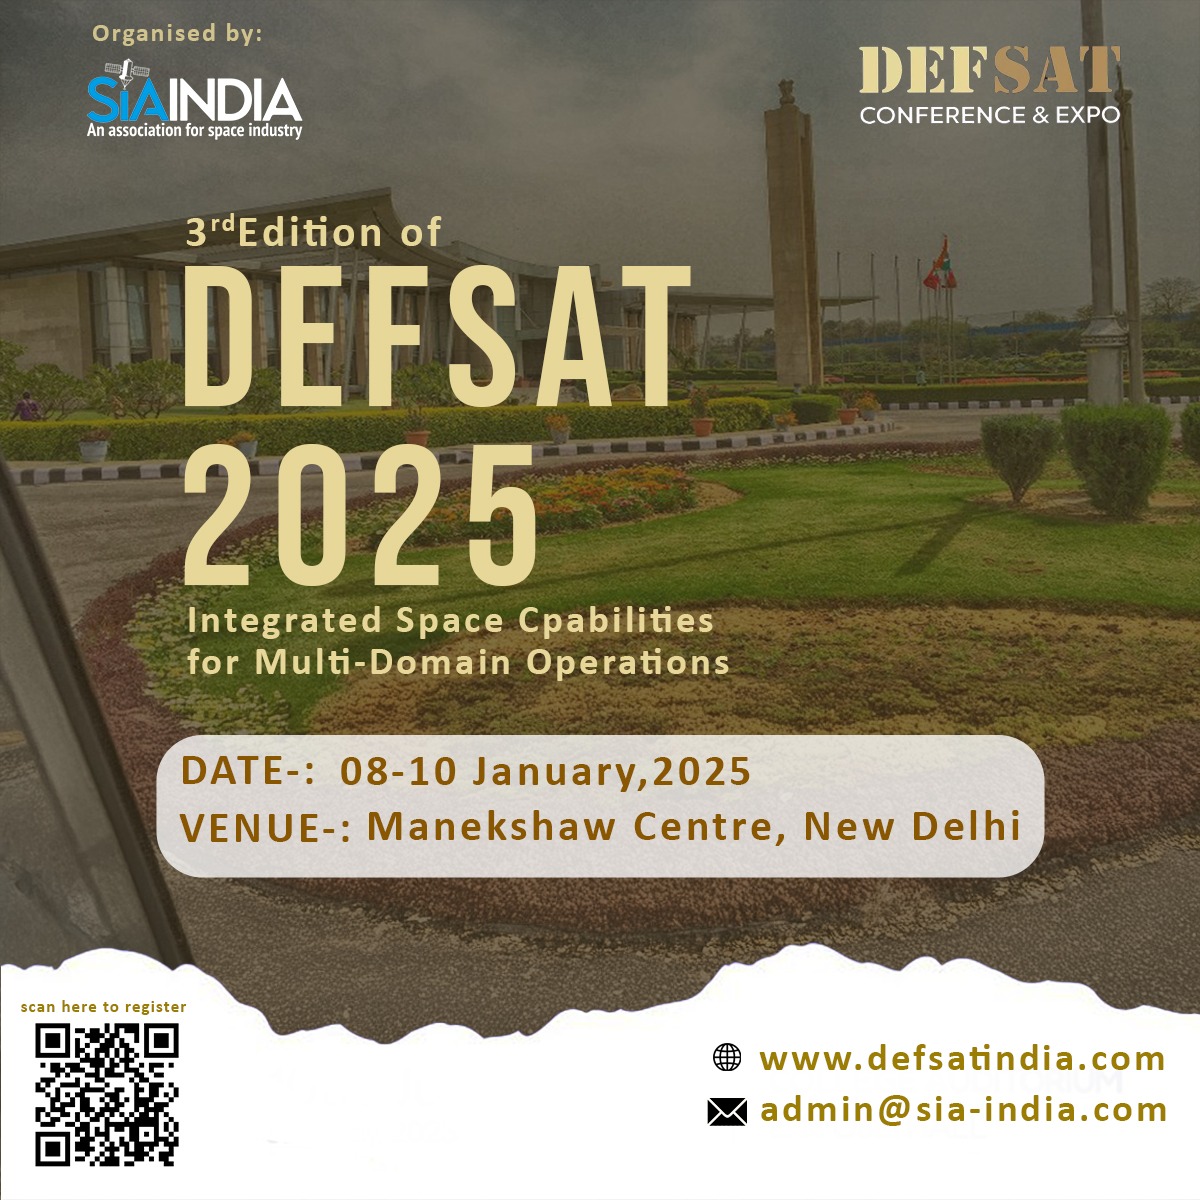 Organised by:
SiAINDIA
An association for space industry
DEFSAT
CONFERENCE & EXPO
3rdEdition of
DEFSAT
2025
Integrated Space Cpabilities
for Multi-Domain Operations
DATE-: 08-10 January,2025
VENUE-: Manekshaw Centre, New Delhi
scan here to register
www.defsatindia.com
admin@sia-india.com